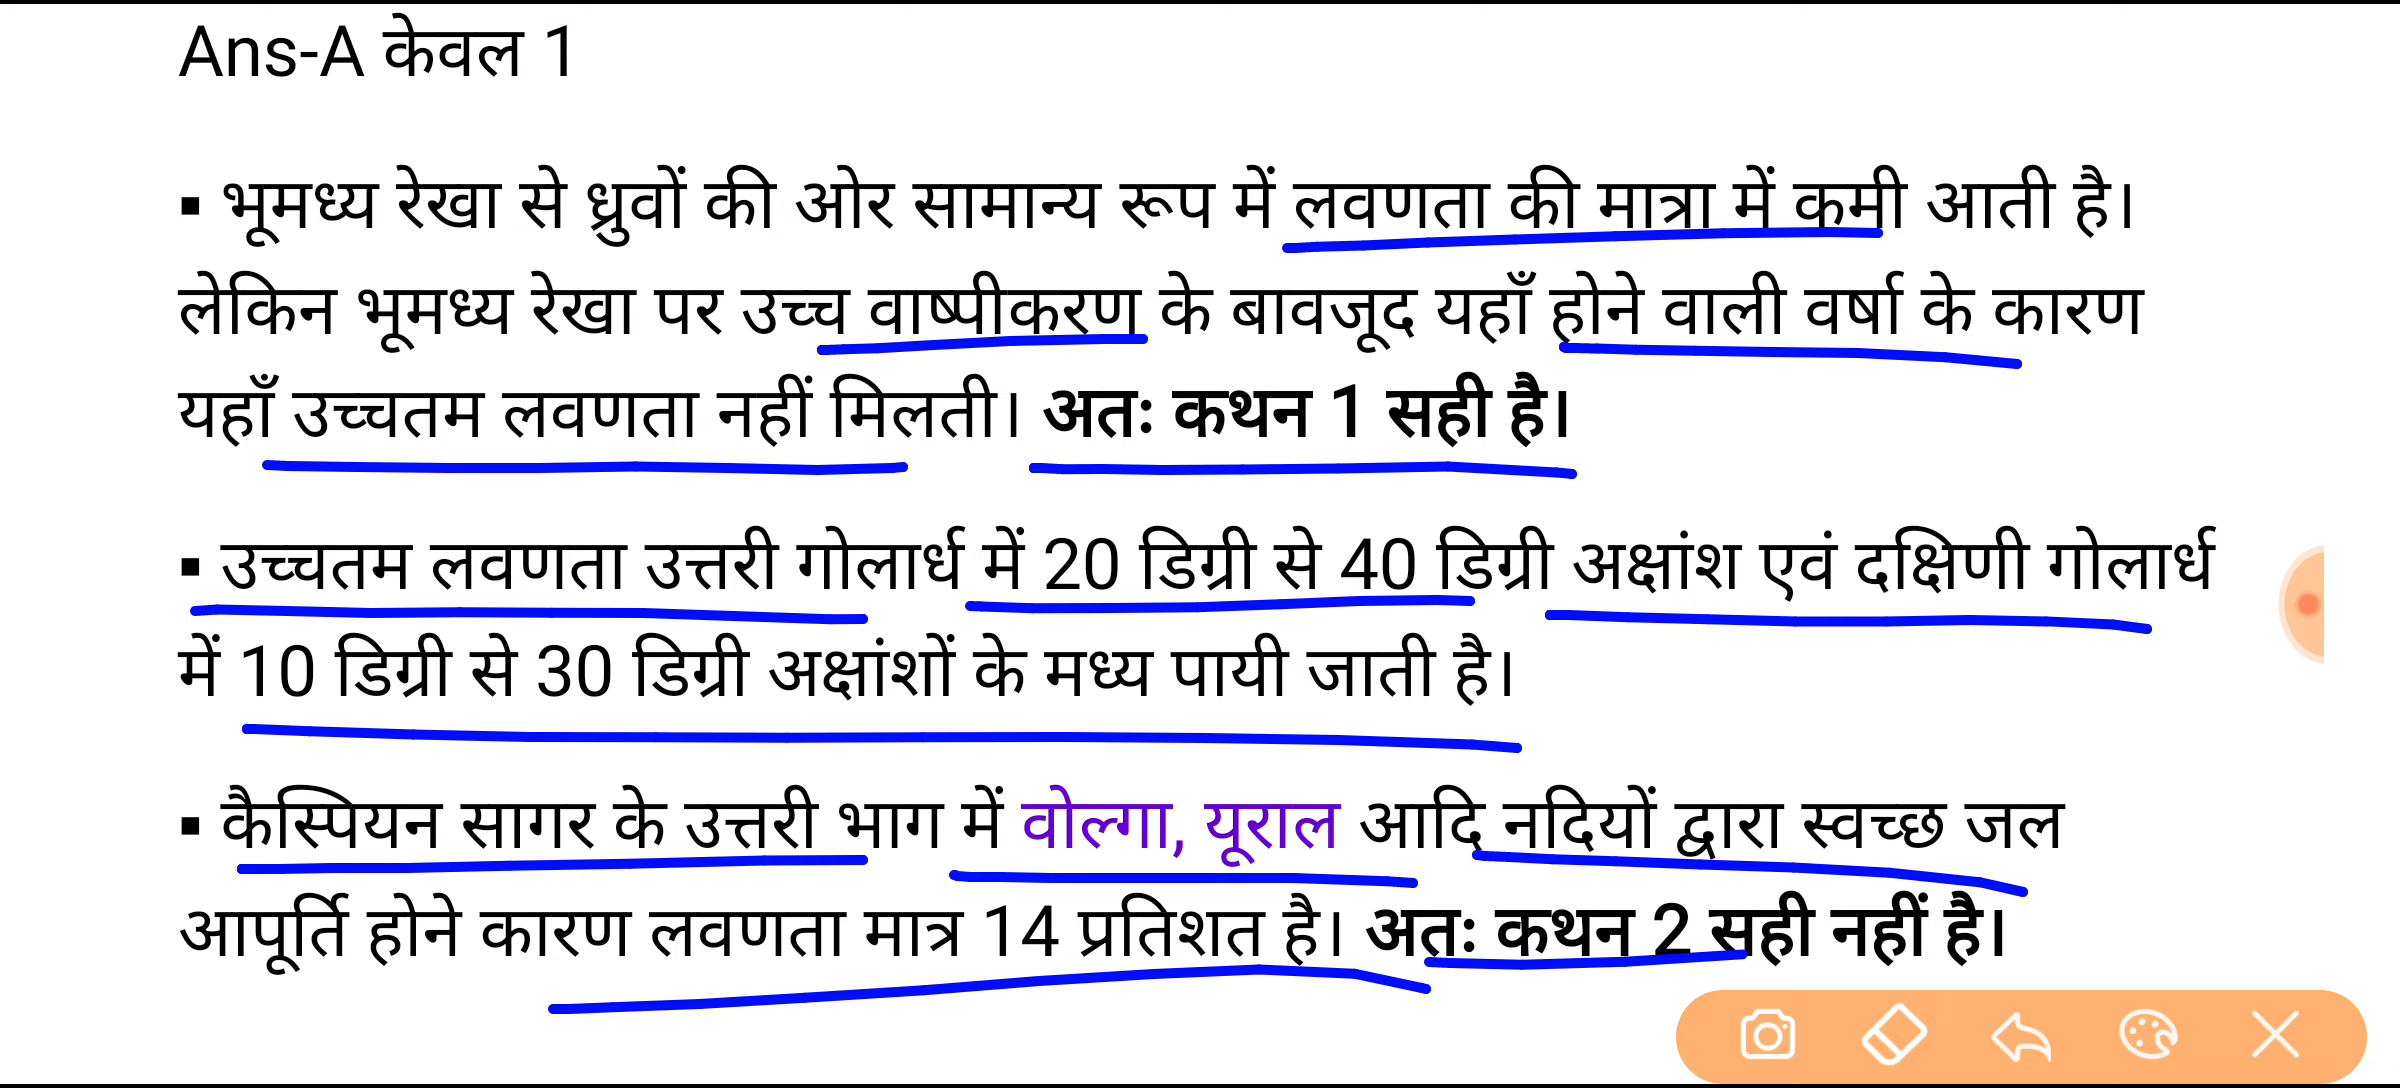 Ans-A केवल 1
▪ भूमध्य रेखा से ध्रुवों की ओर सामान्य रूप में लवणता की मात्रा में कमी आती है।
लेकिन भूमध्य रेखा पर उच्च वाष्पीकरण के बावजूद यहाँ होने वाली वर्षा के कारण
यहाँ उच्चतम लवणता नहीं मिलती। अतः कथन 1 सही है।
▪ उच्चतम लवणता उत्तरी गोलार्ध में 20 डिग्री से 40 डिग्री अक्षांश एवं दक्षिणी गोलार्ध
में 10 डिग्री से 30 डिग्री अक्षांशों के मध्य पायी जाती है।
▪ कैस्पियन सागर के उत्तरी भाग में वोल्गा, यूराल आदि नदियों द्वारा स्वच्छ जल
आपूर्ति होने कारण लवणता मात्र 14 प्रतिशत है। अतः कथन 2 सही नहीं है।